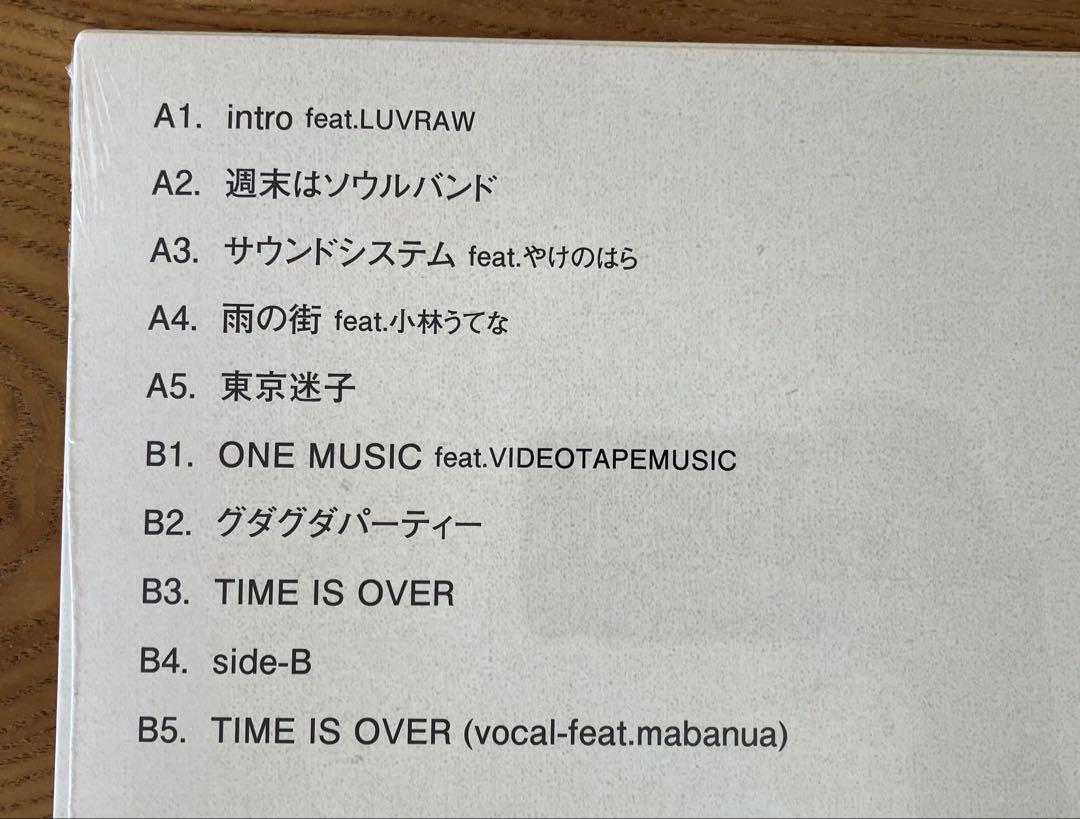 A1. intro feat.LUVRAW
A2. 週末はソウルバンド
A3. サウンドシステム feat.やけのはら
A4. 雨の街 feat.小林うてな
A5. 東京迷子
B1. ONE MUSIC feat.VIDEOTAPEMUSIC
B2. グダグダパーティー
B3. TIME IS OVER
B4. side-B
B5. TIME IS OVER (vocal-feat.mabanua)